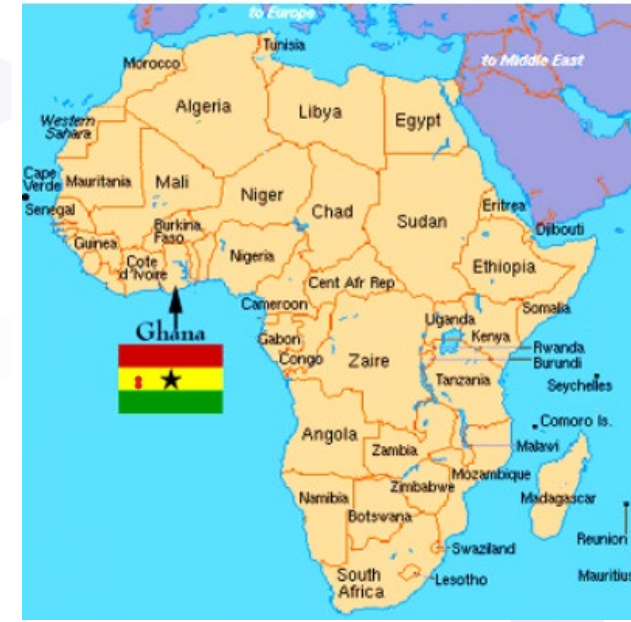 to Europe
Tunisia
Morocco
to Middle East
Algeria
Libya
Egypt
Western
Sahara
Cape
Verde
Mauritania
Mali
Niger
Chad
Sudan
Eritrea
Senegal
Djibouti
Burkina
Faso
Guinea
Nigeria
Cote
d'Ivoire
Ethiopia
Cent Afr Rep
Cameroon
Somalia
Ghana
Uganda
Gabon
Kenya
Rwanda
Congo
Zaire
Burundi
Tanzania
Seychelles
Comoro Is.
Angola
Malawi
Zambia
Mozambique
Zimbabwe
Namibia
Madagascar
Botswana
Reunion
Swaziland
South
Africa
Lesotho
Mauritius